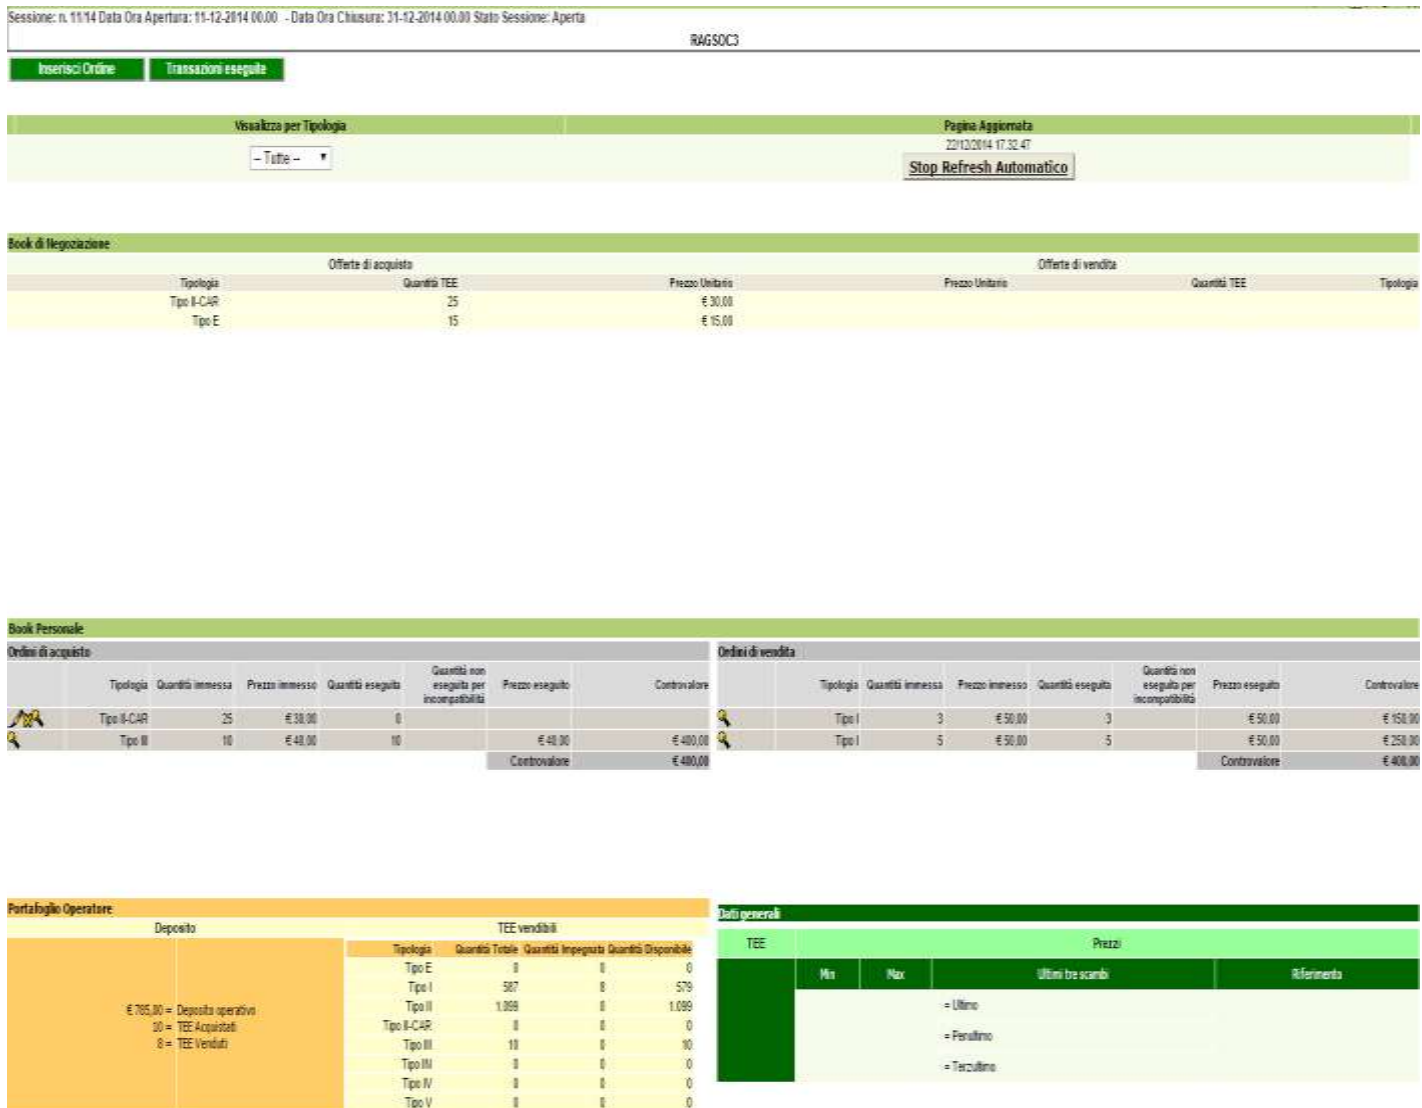 Sessione: n. 11/14 Data Ora Apertura: 11-12-2014 00.00 - Data Ora Chiusura: 31-12-2014 00.00 Stato Sessione: Aperta
RAGSOC3
Inserisci Ordine Transazioni eseguite
Visualizza per Tipologia Pagina Aggiornata
-- Tutte -- 22/12/2014 17.32.47
Stop Refresh Automatico
Book di Negoziazione
Offerte di acquisto Offerte di vendita
Tipologia Quantità TEE Prezzo Unitario Prezzo Unitario Quantità TEE Tipologia
Tipo II-CAR 25 € 30,00
Tipo E 15 € 15,00
Book Personale
Ordini di acquisto Ordini di vendita
Tipologia Quantità immessa Prezzo immesso Quantità eseguita Quantità non eseguita per incompatibilità Prezzo eseguito Controvalore Tipologia Quantità immessa Prezzo immesso Quantità eseguita Quantità non eseguita per incompatibilità Prezzo eseguito Controvalore
Tipo II-CAR 25 € 30,00 0 Tipo I 3 € 50,00 3 € 50,00 € 150,00
Tipo III 10 € 40,00 10 € 40,00 € 400,00 Tipo I 5 € 50,00 5 € 50,00 € 250,00
Controvalore € 400,00 Controvalore € 400,00
Portafoglio Operatore Dati generali
Deposito TEE vendibili TEE Prezzi
Tipologia Quantità Totale Quantità Impegnata Quantità Disponibile Min Max Ultimi tre scambi Riferimento
Tipo E 0 0 0
Tipo I 587 8 579
€ 785,00 = Deposito operativo Tipo II 1.099 0 1.099 = Ultimo
10 = TEE Acquistati Tipo II-CAR 0 0 0
8 = TEE Venduti Tipo III 10 0 10 = Penultimo
Tipo IN 0 0 0 = Terzultimo
Tipo IV 0 0 0
Tipo V 0 0 0